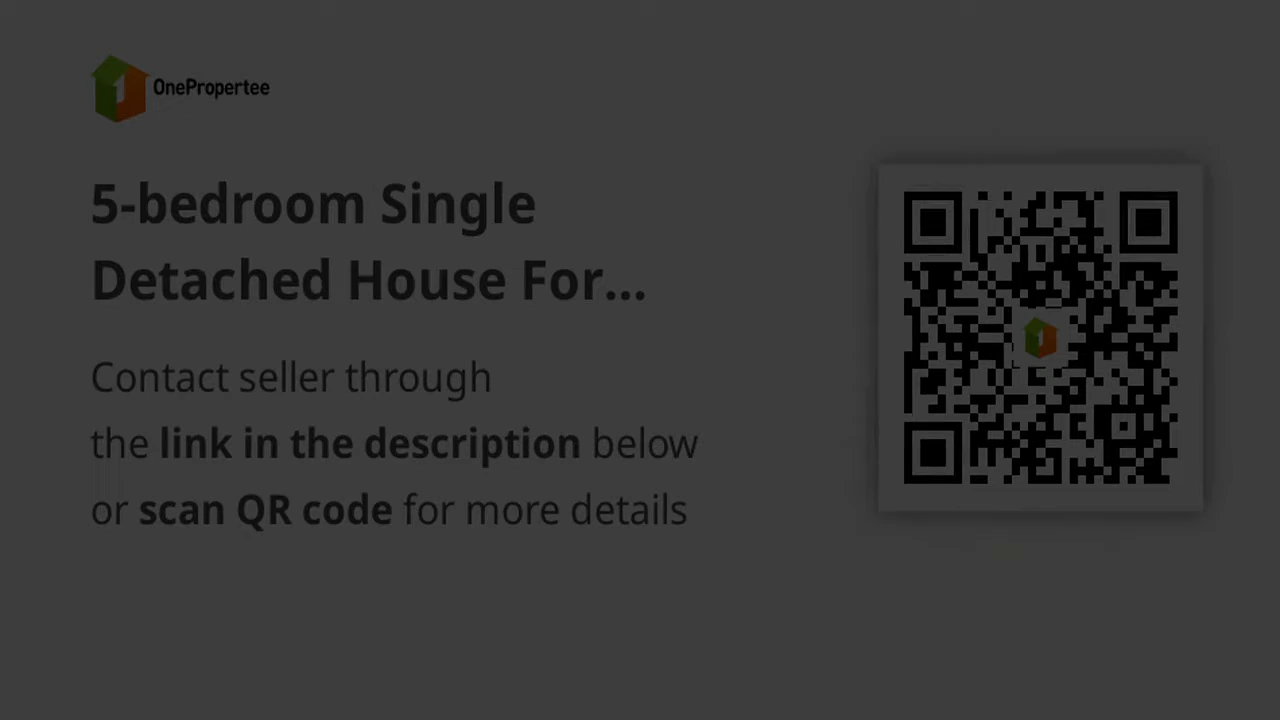 OnePropertee
5-bedroom Single
Detached House For...
Contact seller through
the link in the description below
or scan QR code for more details